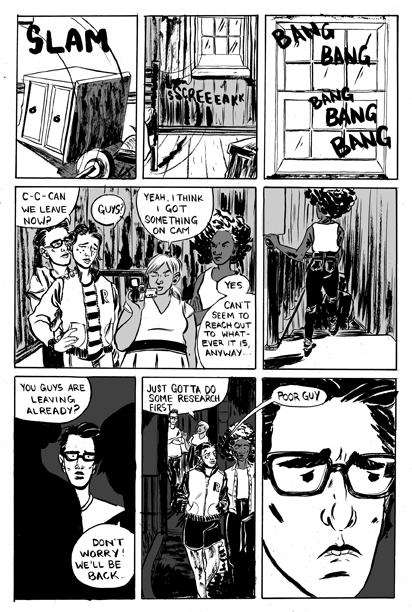 SLAM
SSCREEEAKK
BANG
BANG
BANG
BANG
BANG
C-C-CAN
WE LEAVE
NOW?
GUYS!
YEAH, I THINK
I GOT
SOMETHING
ON CAM
YES
CAN'T
SEEM TO
REACH OUT
TO WHAT-
EVER IT IS,
ANYWAY...
R
YOU GUYS ARE
LEAVING
ALREADY?
DON'T
WORRY!
WE'LL BE
BACK...
JUST GOTTA DO
SOME RESEARCH
FIRST
POOR GUY